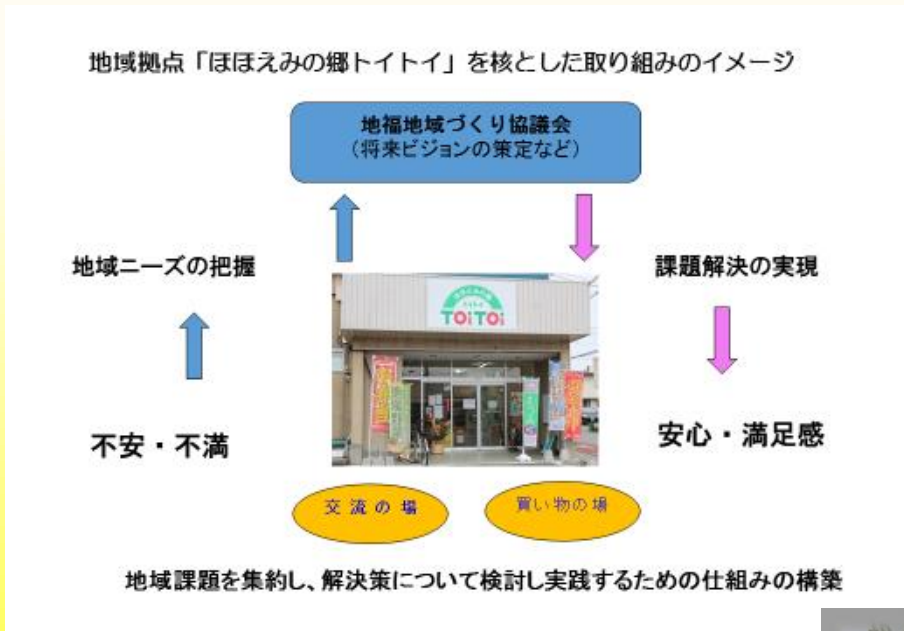 地域拠点「ほほえみの郷トイトイ」を核とした取り組みのイメージ
地福地域づくり協議会
(将来ビジョンの策定など)
地域ニーズの把握
課題解決の実現
TOiTOi
不安・不満
安心・満足感
交流の場
買い物の場
地域課題を集約し、解決策について検討し実践するための仕組みの構築